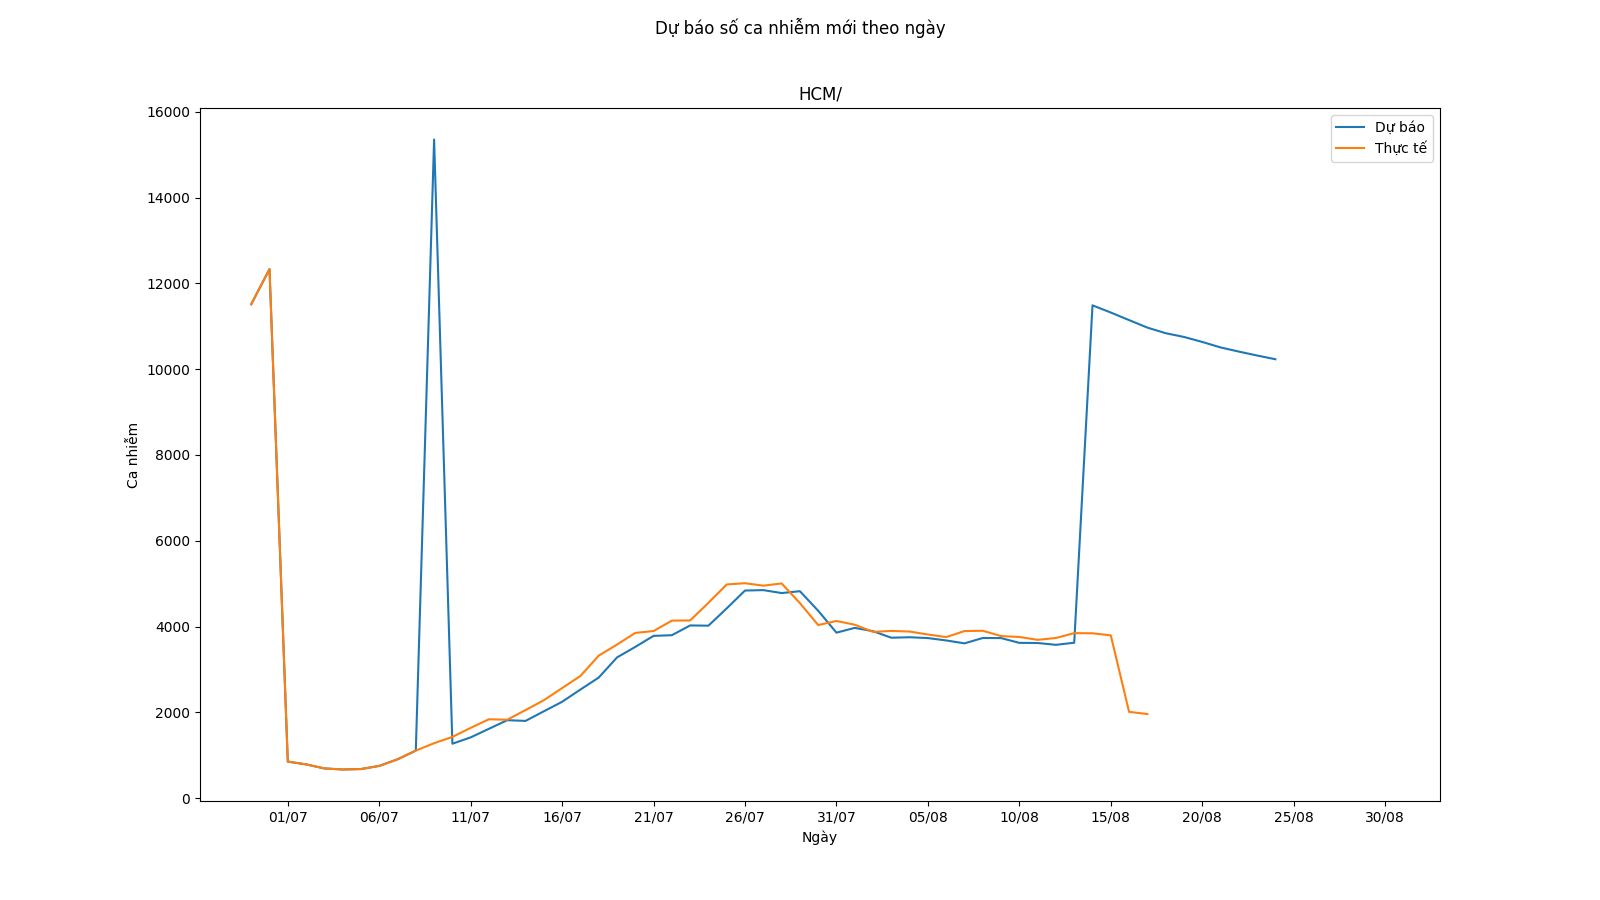 Dự báo số ca nhiễm mới theo ngày
HCM/
Dự báo
Thực tế
16000
14000
12000
10000
8000
6000
4000
2000
0
Ca nhiễm
01/07 06/07 11/07 16/07 21/07 26/07 31/07 05/08 10/08 15/08 20/08 25/08 30/08
Ngày